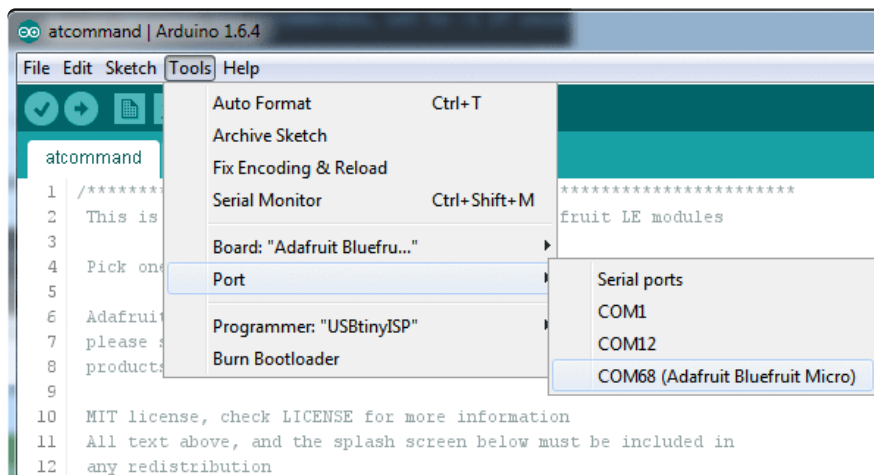 atcommand | Arduino 1.6.4
File Edit Sketch Tools Help
atcommand
Auto Format Ctrl+T
Archive Sketch
Fix Encoding & Reload
Serial Monitor Ctrl+Shift+M
Board: "Adafruit Bluefru..."
Port
Programmer: "USBtinyISP"
Burn Bootloader
Serial ports
COM1
COM12
COM68 (Adafruit Bluefruit Micro)
1 /********* ***********************
2 This is fruit LE modules
3
4 Pick one
5
6 Adafruit
7 please
8 products
9
10 MIT license, check LICENSE for more information
11 All text above, and the splash screen below must be included in
12 any redistribution